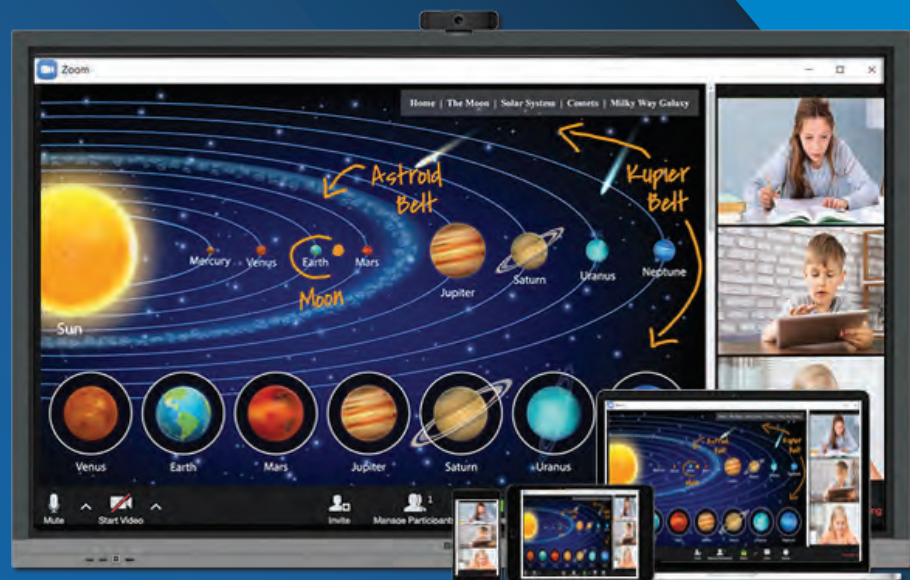 Zoom
Home | The Moon | Solar System | Comets | Milky Way Galaxy
Astroid
Belt
Kupier
Belt
Mercury
Venus
Earth
Mars
Jupiter
Saturn
Uranus
Neptune
Moon
Sun
Venus
Earth
Mars
Jupiter
Saturn
Uranus
Mute
Start Video
Invite
1
Manage Participants